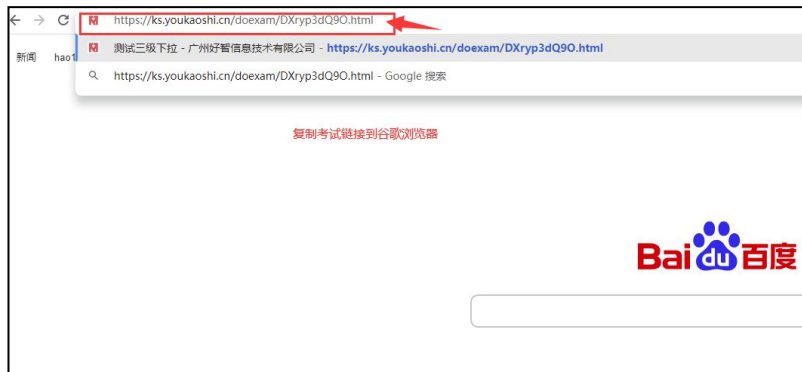 https://ks.youkaoshi.cn/doexam/DXryp3dQ9O.html
测试三级下拉 - 广州好智信息技术有限公司 - https://ks.youkaoshi.cn/doexam/DXryp3dQ9O.html
新闻 hao1
https://ks.youkaoshi.cn/doexam/DXryp3dQ9O.html - Google 搜索
复制考试链接到谷歌浏览器
Bai du 百度